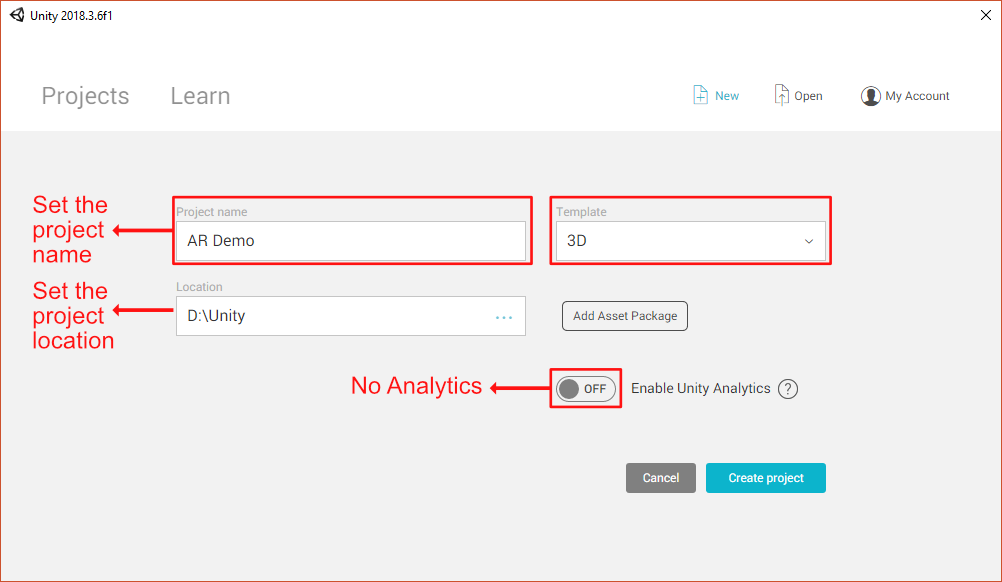 Unity 2018.3.6f1
Projects
Learn
New
Open
My Account
Set the
project
name
Project name
AR Demo
Template
3D
Set the
project
location
Location
D:\Unity
...
Add Asset Package
No Analytics
OFF
Enable Unity Analytics
?
Cancel
Create project